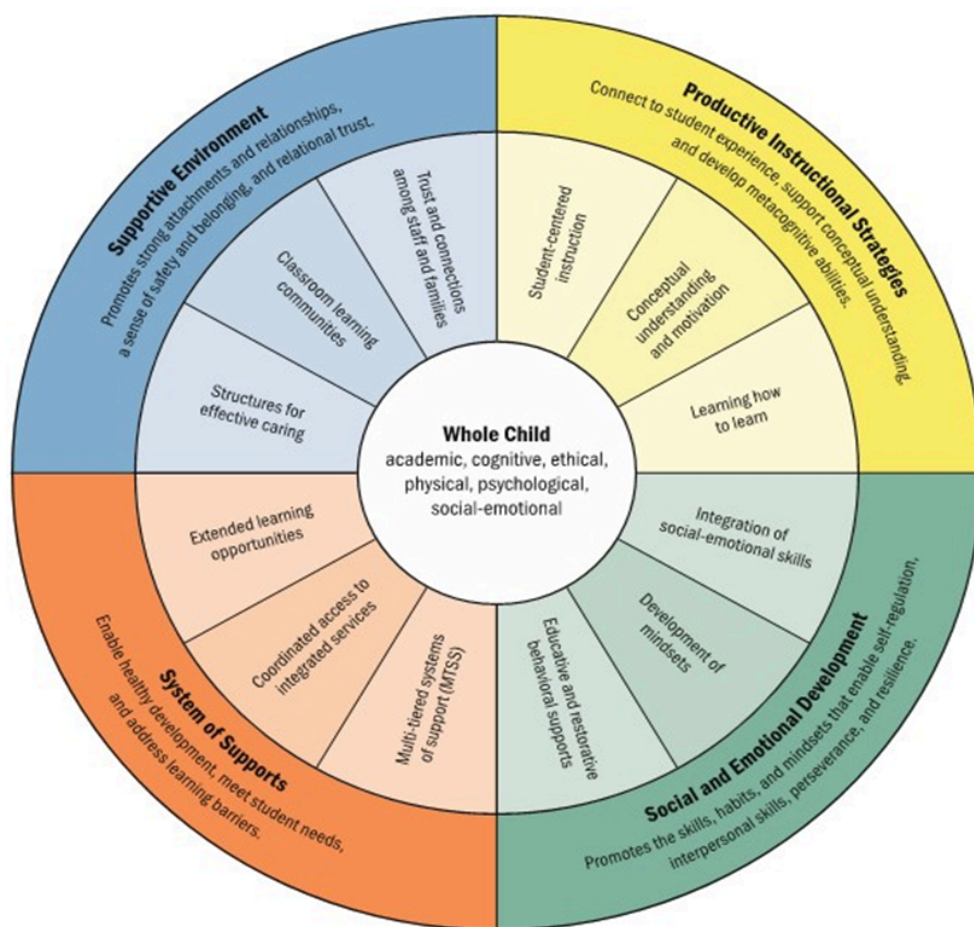 Supportive Environment
Promotes strong attachments and relationships,
a sense of safety and belonging, and relational trust.
Structures for
effective caring
Classroom learning
communities
Trust and connections
among staff and families
Productive Instructional Strategies
Connect to student experience, support conceptual understanding,
and develop metacognitive abilities.
Student-centered
instruction
Conceptual
understanding
and motivation
Learning how
to learn
Whole Child
academic, cognitive, ethical,
physical, psychological,
social-emotional
Integration of
social-emotional skills
Development of
mindsets
Educative and restorative
behavioral supports
Social and Emotional Development
Promotes the skills, habits, and mindsets that enable self-regulation,
interpersonal skills, perseverance, and resilience.
Extended learning
opportunities
Coordinated access to
integrated services
Multi-tiered systems
of support (MTSS)
System of Supports
Enable healthy development, meet student needs,
and address learning barriers.